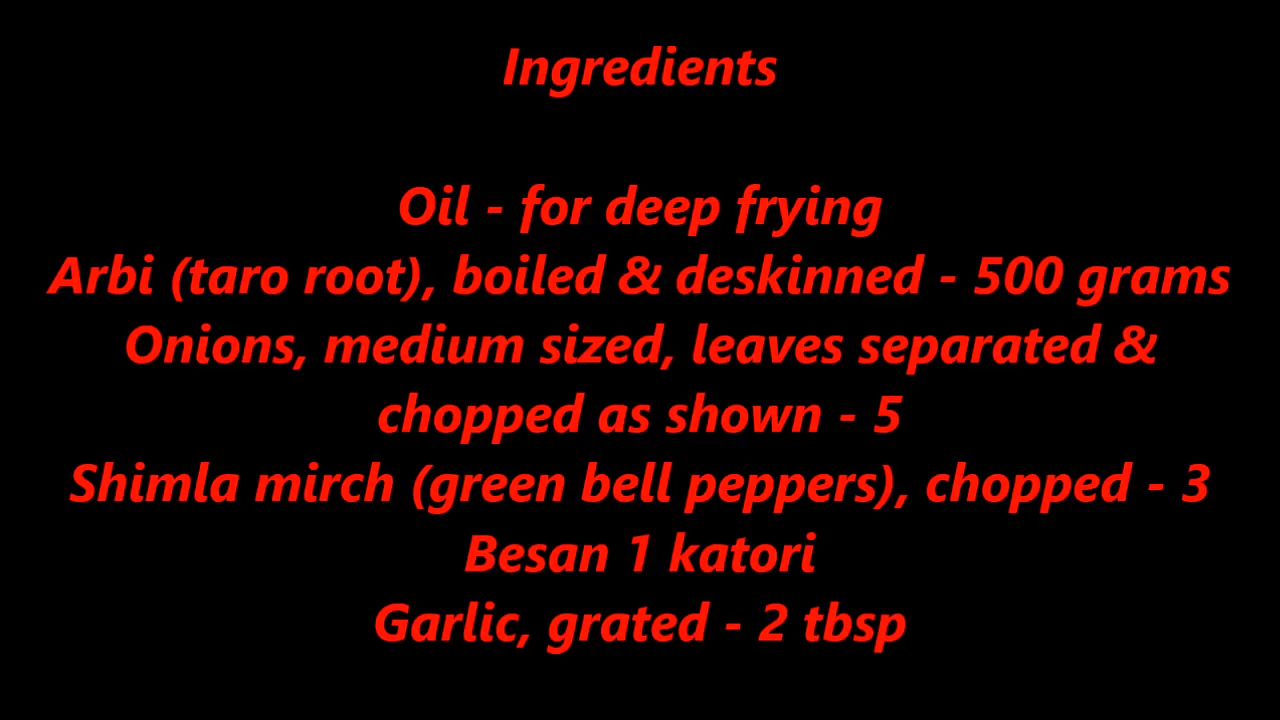 Ingredients
Oil - for deep frying
Arbi (taro root), boiled & deskinned - 500 grams
Onions, medium sized, leaves separated &
chopped as shown - 5
Shimla mirch (green bell peppers), chopped - 3
Besan 1 katori
Garlic, grated - 2 tbsp